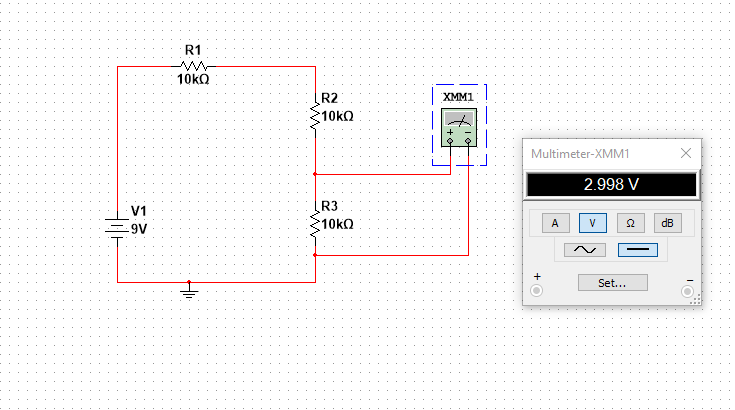 R1
10kΩ
R2
10kΩ
XMM1
+ −
R3
10kΩ
V1
9V
Multimeter-XMM1
2.998 V
A V Ω dB
+ −
Set...